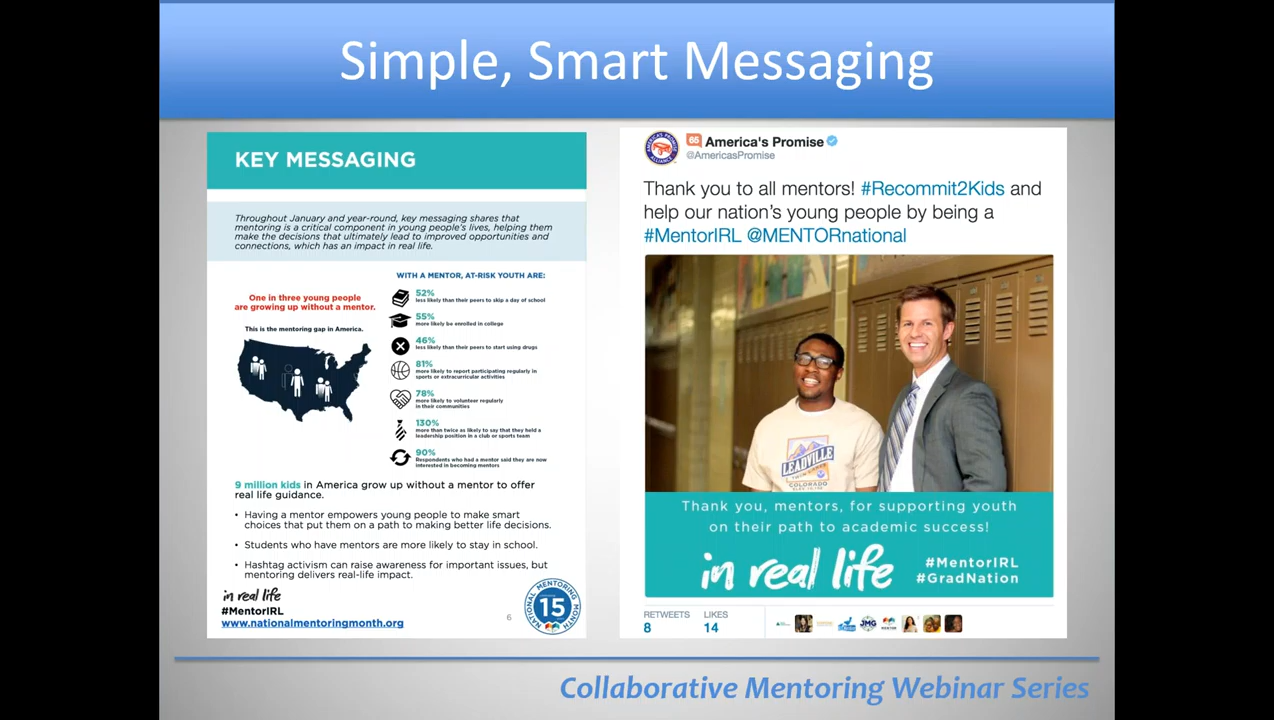 Simple, Smart Messaging
KEY MESSAGING
Throughout January and year-round, key messaging shares that
mentoring is a critical component in young people's lives, helping them
make the decisions that ultimately lead to improved opportunities and
connections, which has an impact in real life.
One in three young people
are growing up without a mentor.
This is the mentoring gap in America.
WITH A MENTOR, AT-RISK YOUTH ARE:
52%
less likely than their peers to skip a day of school
55%
more likely be enrolled in college
46%
less likely than their peers to start using drugs
81%
more likely to report participating regularly in
sports or extracurricular activities
78%
more likely to volunteer regularly
in their communities
130%
more than twice as likely to say that they held a
leadership position in a club or sports team
90%
Respondents who had a mentor said they are now
interested in becoming mentors
9 million kids in America grow up without a mentor to offer
real life guidance.
• Having a mentor empowers young people to make smart
choices that put them on a path to making better life decisions.
• Students who have mentors are more likely to stay in school.
• Hashtag activism can raise awareness for important issues, but
mentoring delivers real-life impact.
in real life
#MentorIRL
www.nationalmentoringmonth.org
6
NATIONAL MENTORING MONTH
15
65 America's Promise
@AmericasPromise
Thank you to all mentors! #Recommit2Kids and
help our nation's young people by being a
#MentorIRL @MENTORnational
LEADVILLE
COLORADO
Thank you, mentors, for supporting youth
on their path to academic success!
in real life
#MentorIRL
#GradNation
RETWEETS
8
LIKES
14
JMG
Collaborative Mentoring Webinar Series